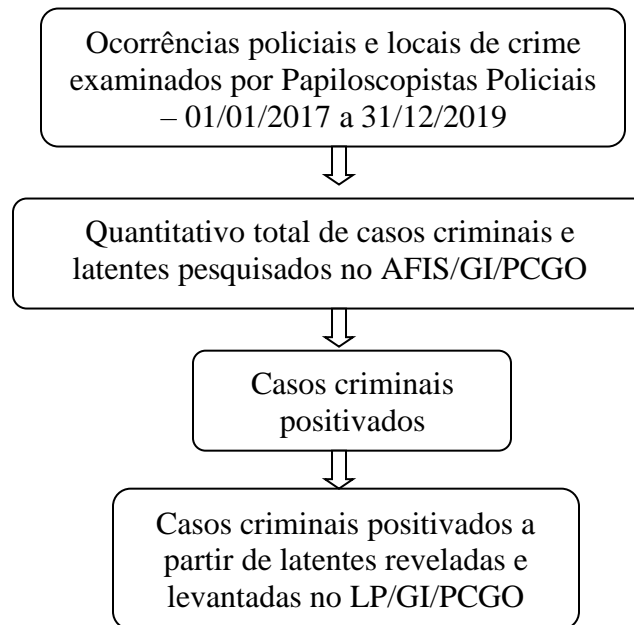 Ocorrências policiais e locais de crime
examinados por Papiloscopistas Policiais
– 01/01/2017 a 31/12/2019
Quantitativo total de casos criminais e
latentes pesquisados no AFIS/GI/PCGO
Casos criminais
positivados
Casos criminais positivados a
partir de latentes reveladas e
levantadas no LP/GI/PCGO